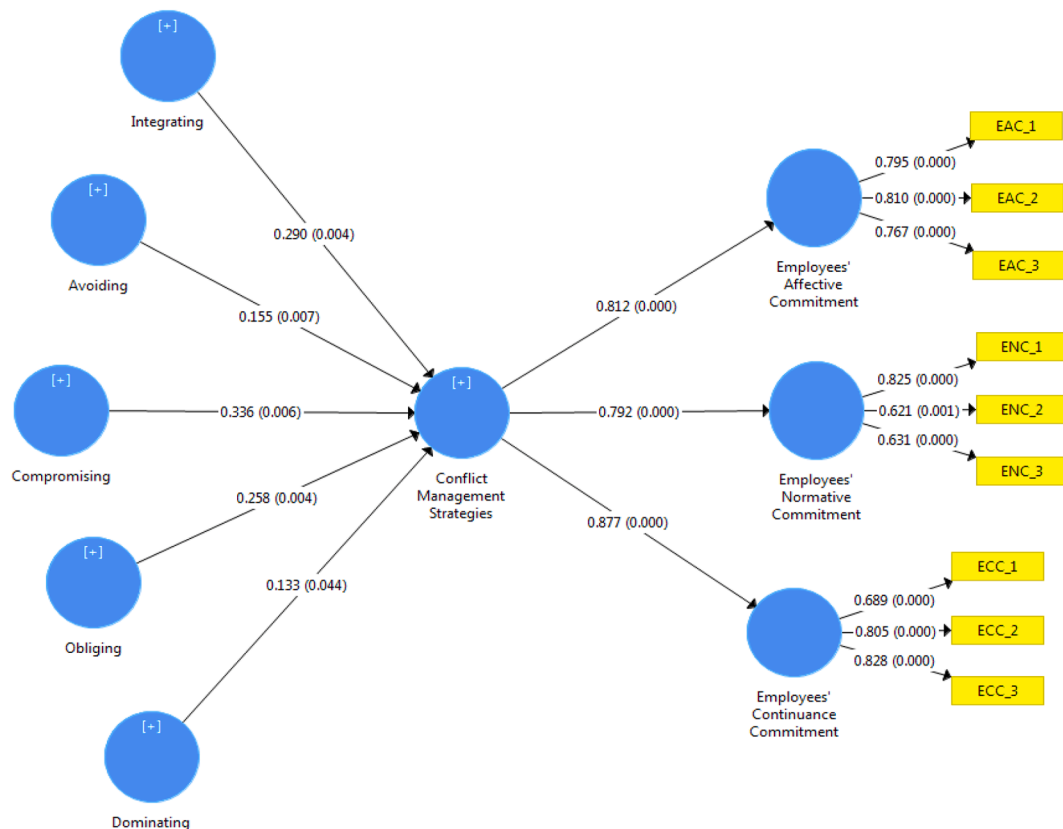 [+]
Integrating
0.290 (0.004)
[+]
Avoiding
0.155 (0.007)
[+]
Compromising
0.336 (0.006)
[+]
Obliging
0.258 (0.004)
[+]
Dominating
0.133 (0.044)
[+]
Conflict
Management
Strategies
0.812 (0.000)
0.792 (0.000)
0.877 (0.000)
Employees'
Affective
Commitment
0.795 (0.000)
0.810 (0.000)
0.767 (0.000)
EAC_1
EAC_2
EAC_3
Employees'
Normative
Commitment
0.825 (0.000)
0.621 (0.001)
0.631 (0.000)
ENC_1
ENC_2
ENC_3
Employees'
Continuance
Commitment
0.689 (0.000)
0.805 (0.000)
0.828 (0.000)
ECC_1
ECC_2
ECC_3